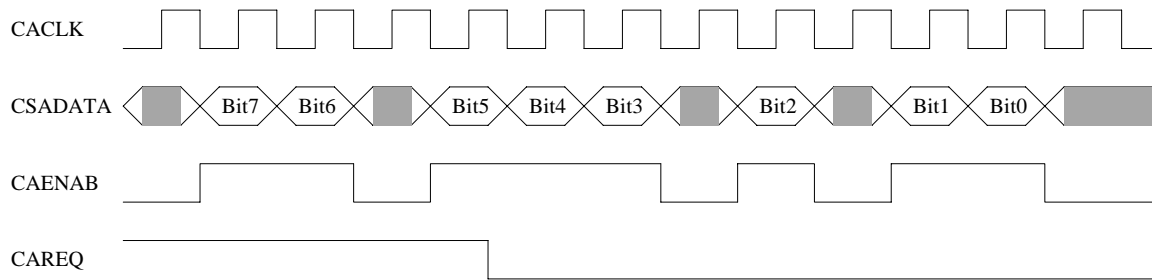 CACLK
CSADATA Bit7 Bit6 Bit5 Bit4 Bit3 Bit2 Bit1 Bit0
CAENAB
CAREQ